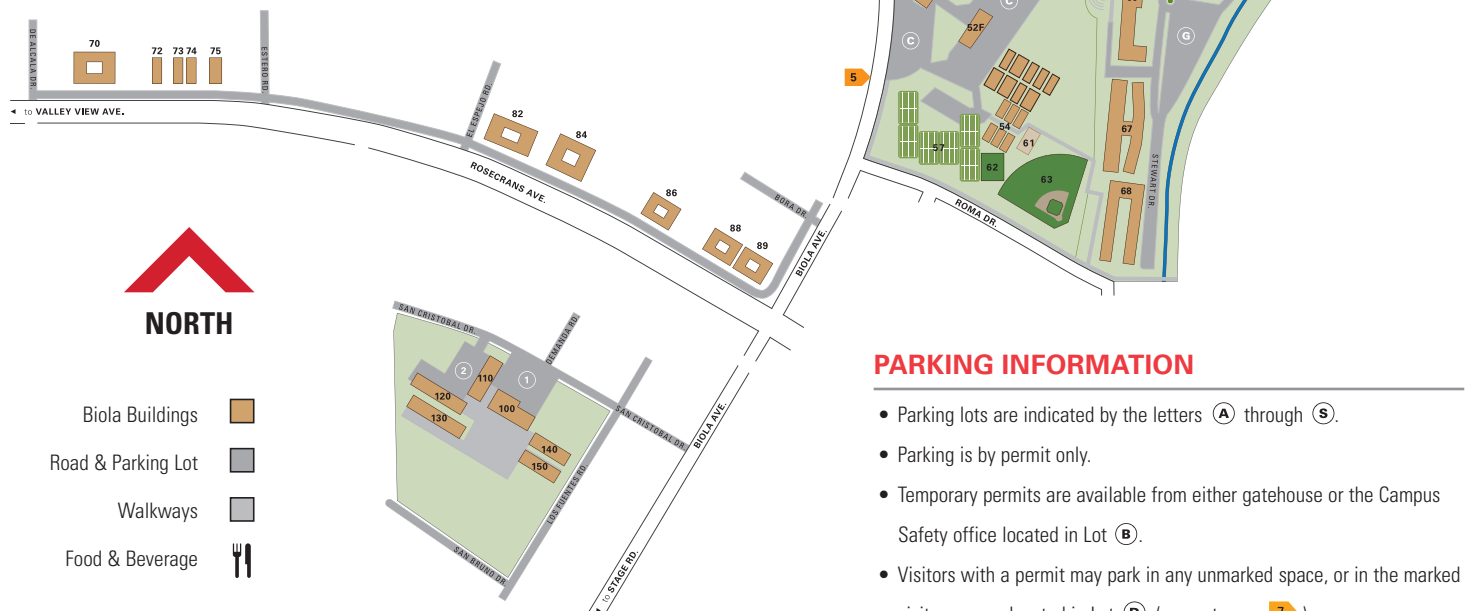 DE ALCALA DR.
70
72
73 74
75
ESTERO RD.
◄ to VALLEY VIEW AVE.
EL ESPEJO RD.
82
84
ROSECRANS AVE.
86
88
89
BORA DR.
BIOLA AVE.
5
C
52F
C
G
54
57
61
62
63
67
68
STEWART DR.
ROMA DR.
NORTH
Biola Buildings
Road & Parking Lot
Walkways
Food & Beverage
SAN CRISTOBAL DR.
DEMANDA RD.
2
110
1
120
100
130
140
150
SAN CRISTOBAL DR.
BIOLA AVE.
LOS FUENTES RD.
SAN BRUNO DR.
◄ to STAGE RD.
PARKING INFORMATION
• Parking lots are indicated by the letters A through S.
• Parking is by permit only.
• Temporary permits are available from either gatehouse or the Campus
Safety office located in Lot B.
• Visitors with a permit may park in any unmarked space, or in the marked